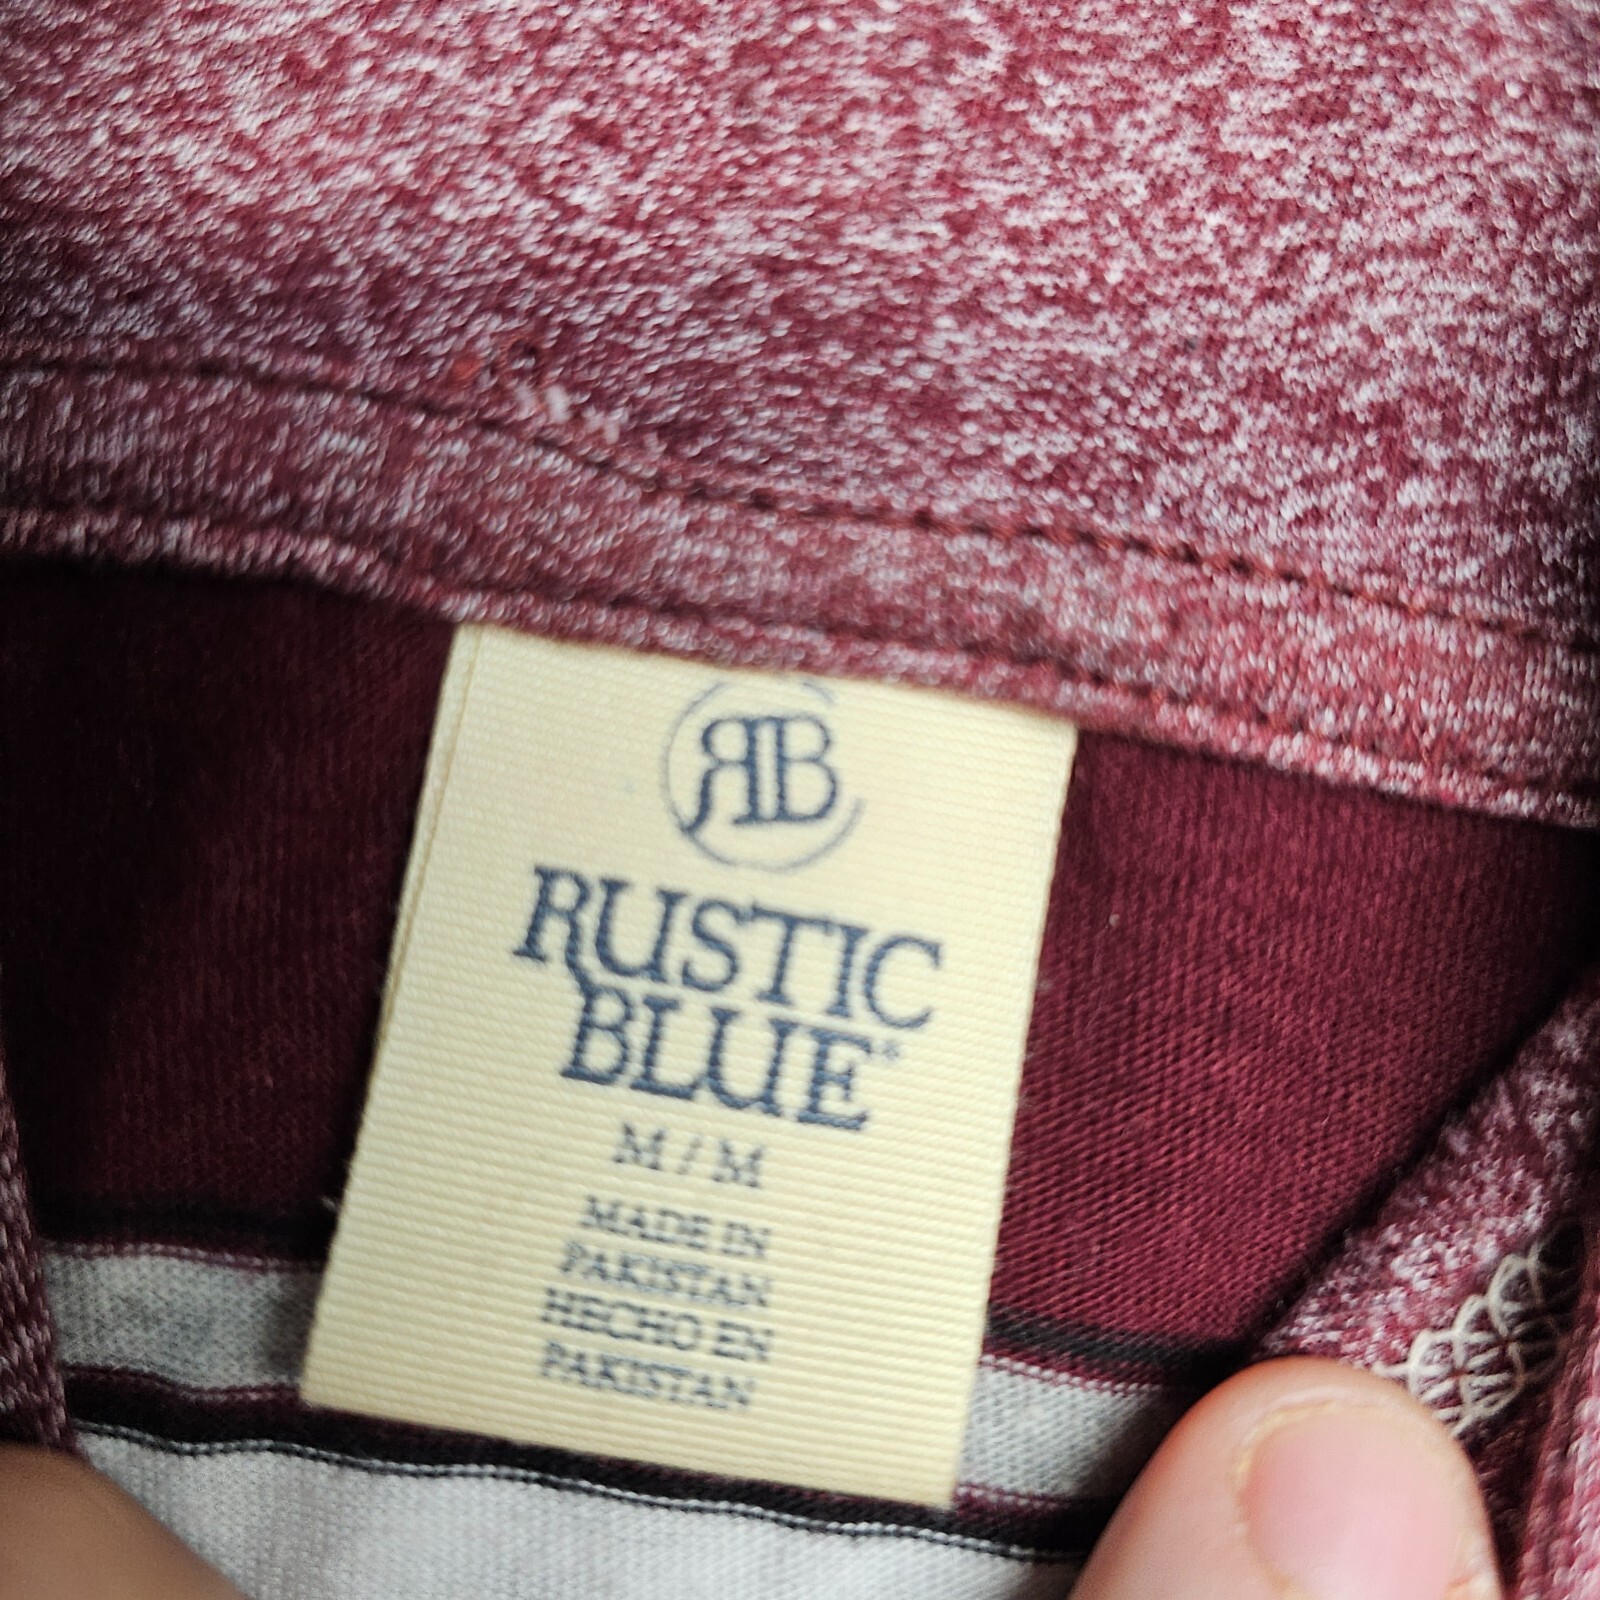 RB
RUSTIC
BLUE®
M / M
MADE IN
PAKISTAN
HECHO EN
PAKISTAN